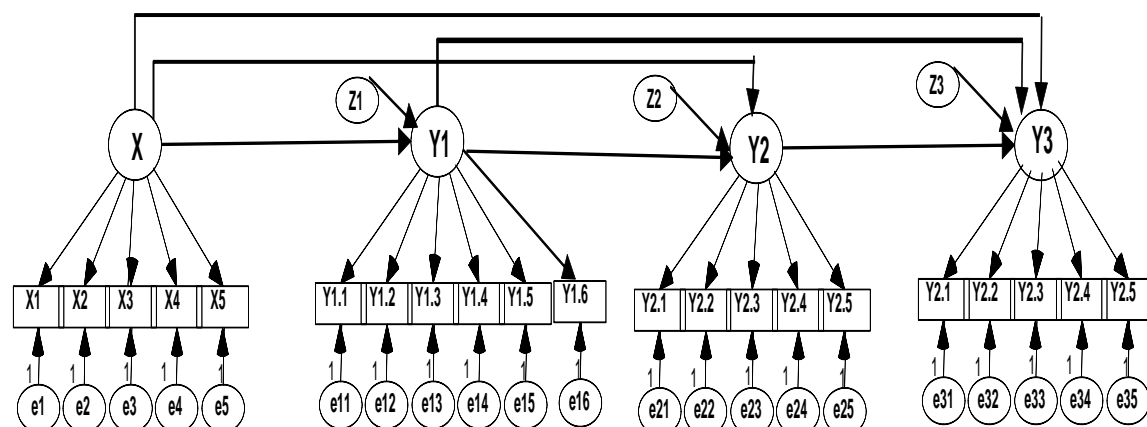 Z1 Z2 Z3
X Y1 Y2 Y3
X1 X2 X3 X4 X5 Y1.1 Y1.2 Y1.3 Y1.4 Y1.5 Y1.6 Y2.1 Y2.2 Y2.3 Y2.4 Y2.5 Y2.1 Y2.2 Y2.3 Y2.4 Y2.5
1 1 1 1 1 1 1 1 1 1 1 1 1 1 1 1 1 1 1 1 1
e1 e2 e3 e4 e5 e11 e12 e13 e14 e15 e16 e21 e22 e23 e24 e25 e31 e32 e33 e34 e35